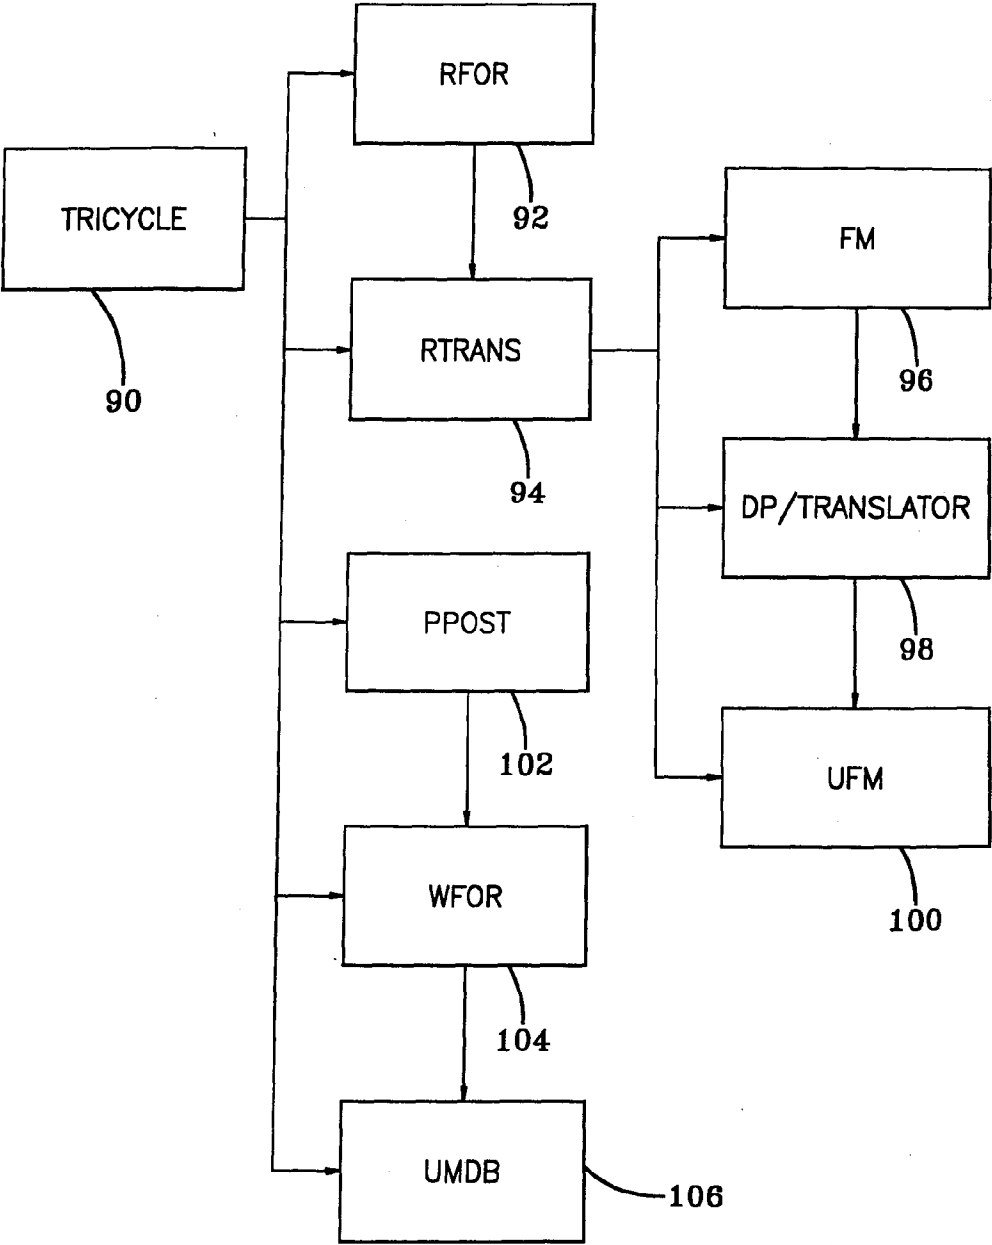 RFOR
92
TRICYCLE
90
RTRANS
94
FM
96
DP/TRANSLATOR
98
UFM
100
PPOST
102
WFOR
104
UMDB
106